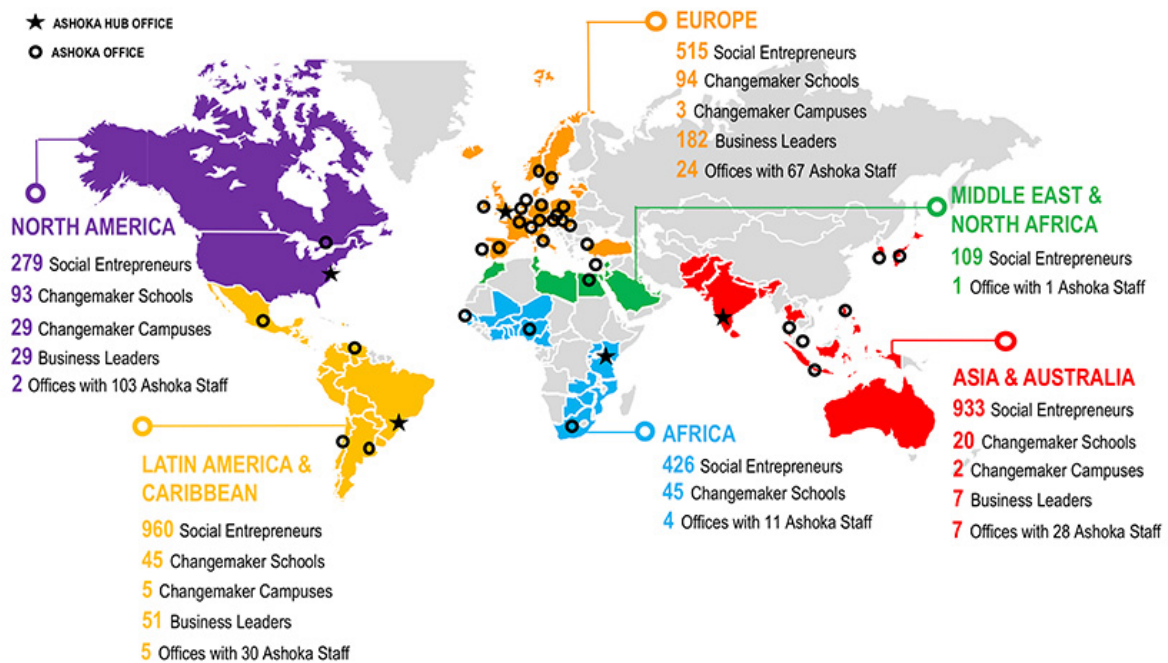 ASHOKA HUB OFFICE
ASHOKA OFFICE
EUROPE
515 Social Entrepreneurs
94 Changemaker Schools
3 Changemaker Campuses
182 Business Leaders
24 Offices with 67 Ashoka Staff
MIDDLE EAST &
NORTH AFRICA
109 Social Entrepreneurs
1 Office with 1 Ashoka Staff
NORTH AMERICA
279 Social Entrepreneurs
93 Changemaker Schools
29 Changemaker Campuses
29 Business Leaders
2 Offices with 103 Ashoka Staff
ASIA & AUSTRALIA
933 Social Entrepreneurs
20 Changemaker Schools
2 Changemaker Campuses
7 Business Leaders
7 Offices with 28 Ashoka Staff
AFRICA
426 Social Entrepreneurs
45 Changemaker Schools
4 Offices with 11 Ashoka Staff
LATIN AMERICA &
CARIBBEAN
960 Social Entrepreneurs
45 Changemaker Schools
5 Changemaker Campuses
51 Business Leaders
5 Offices with 30 Ashoka Staff